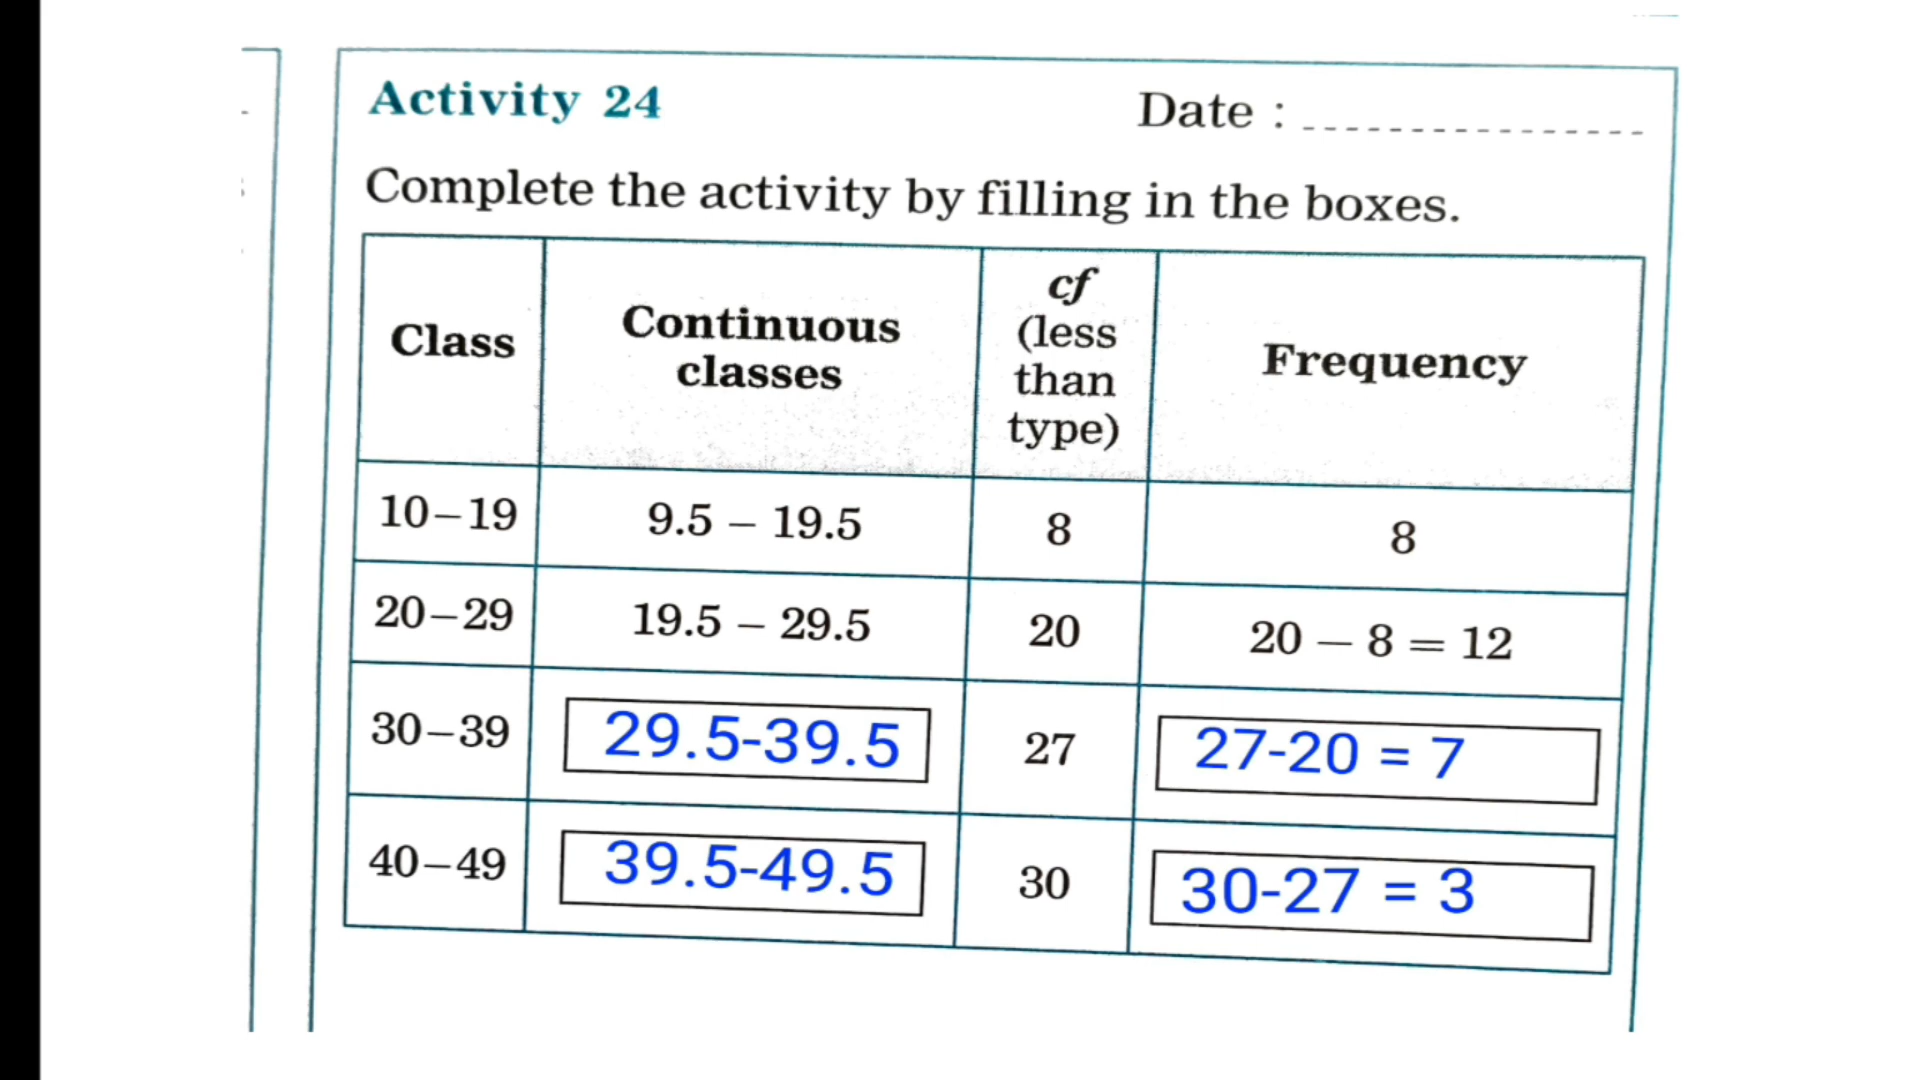 Activity 24 Date :
Complete the activity by filling in the boxes.
Class Continuous classes cf (less than type) Frequency
10–19 9.5 – 19.5 8 8
20–29 19.5 – 29.5 20 20 – 8 = 12
30–39 29.5-39.5 27 27-20 = 7
40–49 39.5-49.5 30 30-27 = 3